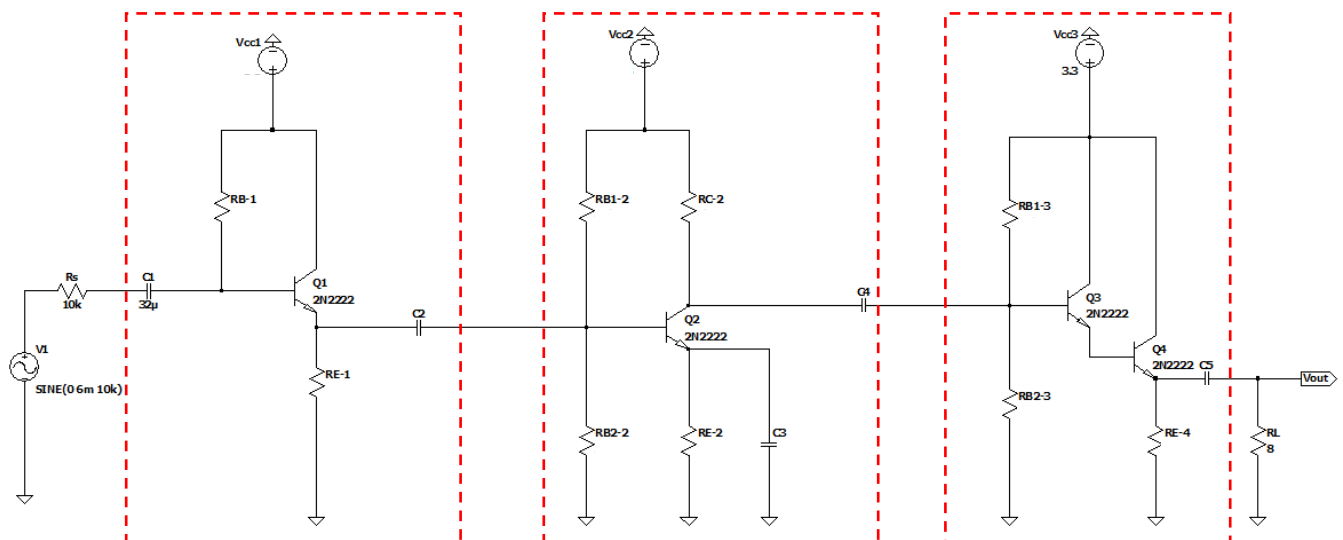 Vcc1
Vcc2
Vcc3
3.3
RB-1
RB1-2
RC-2
RB1-3
Rs
10k
C1
32µ
Q1
2N2222
C2
Q2
2N2222
C4
Q3
2N2222
Q4
2N2222
C5
Vout
V1
SINE(0 6m 10k)
RE-1
RB2-2
RE-2
C3
RB2-3
RE-4
RL
8